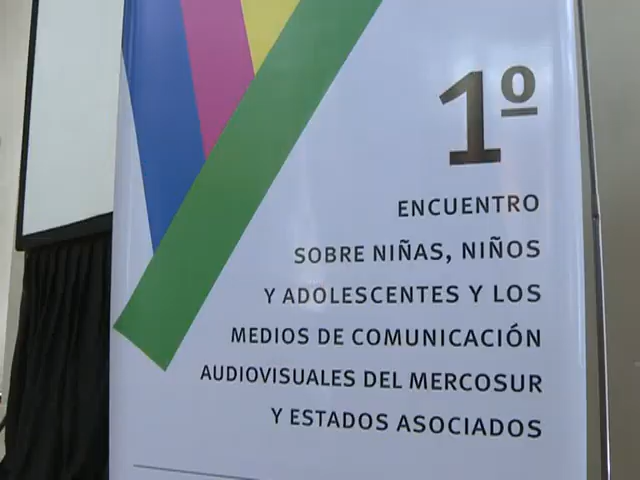 1º
ENCUENTRO
SOBRE NIÑAS, NIÑOS
Y ADOLESCENTES Y LOS
MEDIOS DE COMUNICACIÓN
AUDIOVISUALES DEL MERCOSUR
Y ESTADOS ASOCIADOS